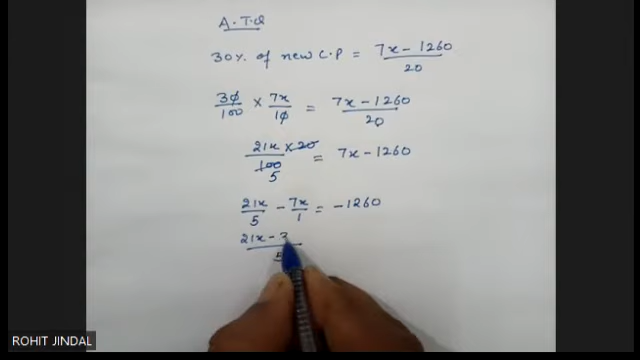 A.T.Q
30% of new C.P = 7x - 1260 / 20
30/100 × 7x/10 = 7x - 1260 / 20
21x × 20 / 100 5 = 7x - 1260
21x/5 - 7x/1 = -1260
21x - 3 / 5
ROHIT JINDAL